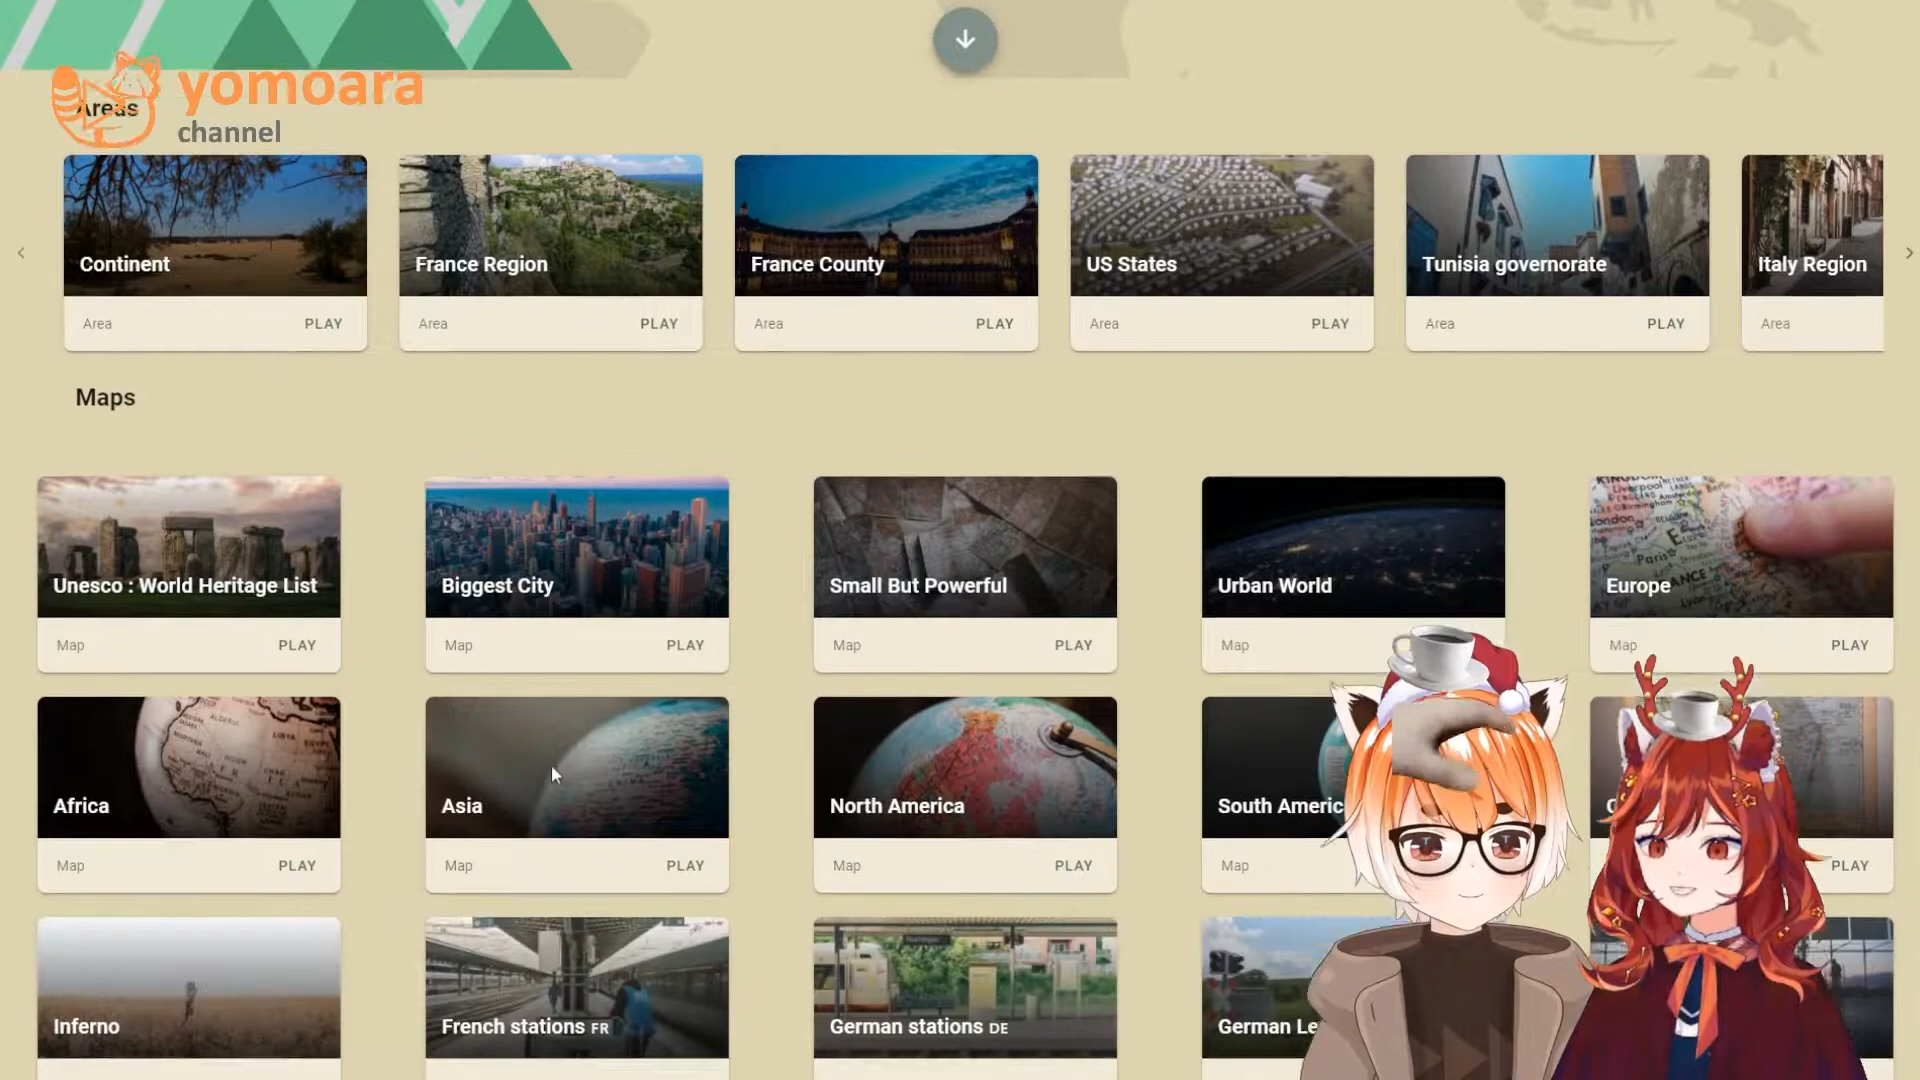 yomoara
channel
Areas
Continent
France Region
France County
US States
Tunisia governorate
Italy Region
Area PLAY
Area PLAY
Area PLAY
Area PLAY
Area PLAY
Area
Maps
Unesco : World Heritage List
Biggest City
Small But Powerful
Urban World
Europe
Map PLAY
Map PLAY
Map PLAY
Map
Map PLAY
Africa
Asia
North America
South Americ
Map PLAY
Map PLAY
Map PLAY
Map
PLAY
Inferno
French stations FR
German stations DE
German Le